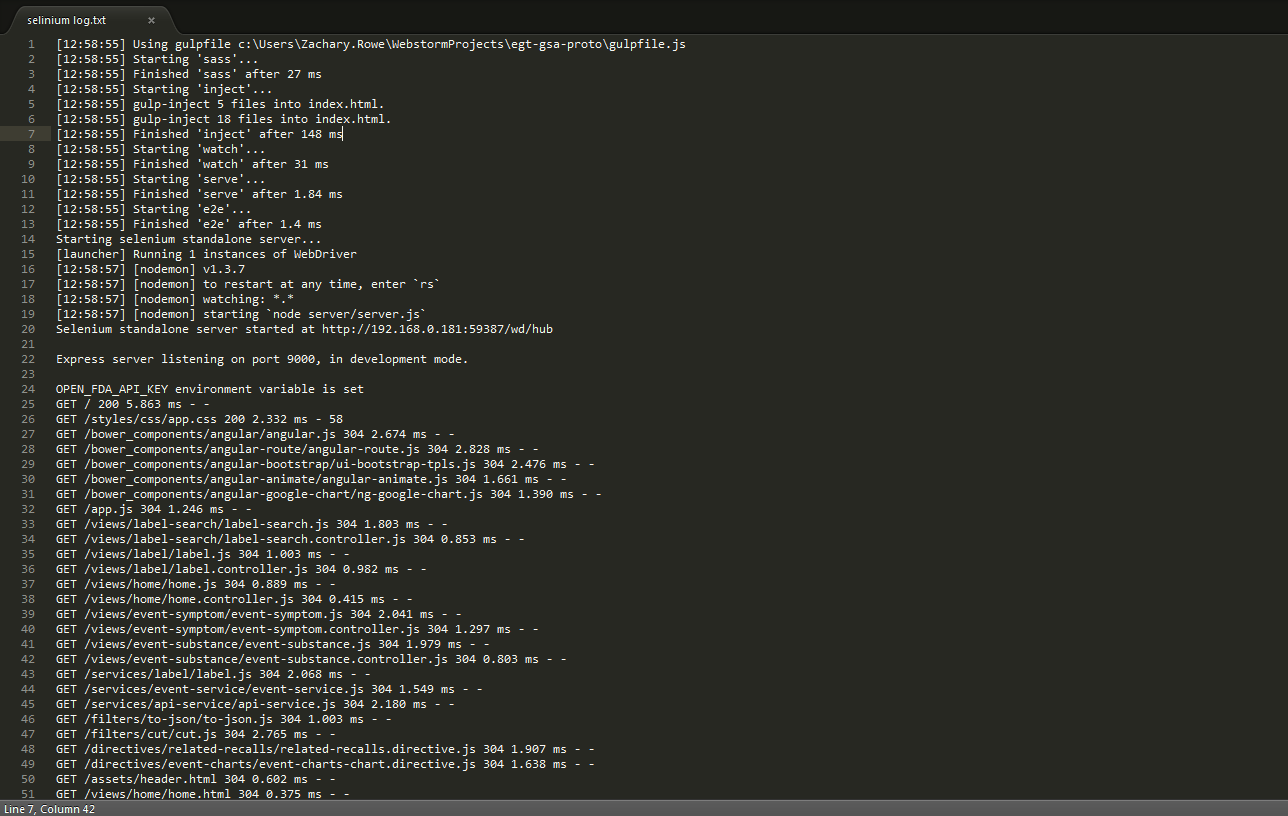 selinium log.txt ×
1 [12:58:55] Using gulpfile c:\Users\Zachary.Rowe\WebstormProjects\egt-gsa-proto\gulpfile.js
2 [12:58:55] Starting 'sass'...
3 [12:58:55] Finished 'sass' after 27 ms
4 [12:58:55] Starting 'inject'...
5 [12:58:55] gulp-inject 5 files into index.html.
6 [12:58:55] gulp-inject 18 files into index.html.
7 [12:58:55] Finished 'inject' after 148 ms
8 [12:58:55] Starting 'watch'...
9 [12:58:55] Finished 'watch' after 31 ms
10 [12:58:55] Starting 'serve'...
11 [12:58:55] Finished 'serve' after 1.84 ms
12 [12:58:55] Starting 'e2e'...
13 [12:58:55] Finished 'e2e' after 1.4 ms
14 Starting selenium standalone server...
15 [launcher] Running 1 instances of WebDriver
16 [12:58:57] [nodemon] v1.3.7
17 [12:58:57] [nodemon] to restart at any time, enter `rs`
18 [12:58:57] [nodemon] watching: *.*
19 [12:58:57] [nodemon] starting `node server/server.js`
20 Selenium standalone server started at http://192.168.0.181:59387/wd/hub
21
22 Express server listening on port 9000, in development mode.
23
24 OPEN_FDA_API_KEY environment variable is set
25 GET / 200 5.863 ms - -
26 GET /styles/css/app.css 200 2.332 ms - 58
27 GET /bower_components/angular/angular.js 304 2.674 ms - -
28 GET /bower_components/angular-route/angular-route.js 304 2.828 ms - -
29 GET /bower_components/angular-bootstrap/ui-bootstrap-tpls.js 304 2.476 ms - -
30 GET /bower_components/angular-animate/angular-animate.js 304 1.661 ms - -
31 GET /bower_components/angular-google-chart/ng-google-chart.js 304 1.390 ms - -
32 GET /app.js 304 1.246 ms - -
33 GET /views/label-search/label-search.js 304 1.803 ms - -
34 GET /views/label-search/label-search.controller.js 304 0.853 ms - -
35 GET /views/label/label.js 304 1.003 ms - -
36 GET /views/label/label.controller.js 304 0.982 ms - -
37 GET /views/home/home.js 304 0.889 ms - -
38 GET /views/home/home.controller.js 304 0.415 ms - -
39 GET /views/event-symptom/event-symptom.js 304 2.041 ms - -
40 GET /views/event-symptom/event-symptom.controller.js 304 1.297 ms - -
41 GET /views/event-substance/event-substance.js 304 1.979 ms - -
42 GET /views/event-substance/event-substance.controller.js 304 0.803 ms - -
43 GET /services/label/label.js 304 2.068 ms - -
44 GET /services/event-service/event-service.js 304 1.549 ms - -
45 GET /services/api-service/api-service.js 304 2.180 ms - -
46 GET /filters/to-json/to-json.js 304 1.003 ms - -
47 GET /filters/cut/cut.js 304 2.765 ms - -
48 GET /directives/related-recalls/related-recalls.directive.js 304 1.907 ms - -
49 GET /directives/event-charts/event-charts-chart.directive.js 304 1.638 ms - -
50 GET /assets/header.html 304 0.602 ms - -
51 GET /views/home/home.html 304 0.375 ms - -
Line 7, Column 42